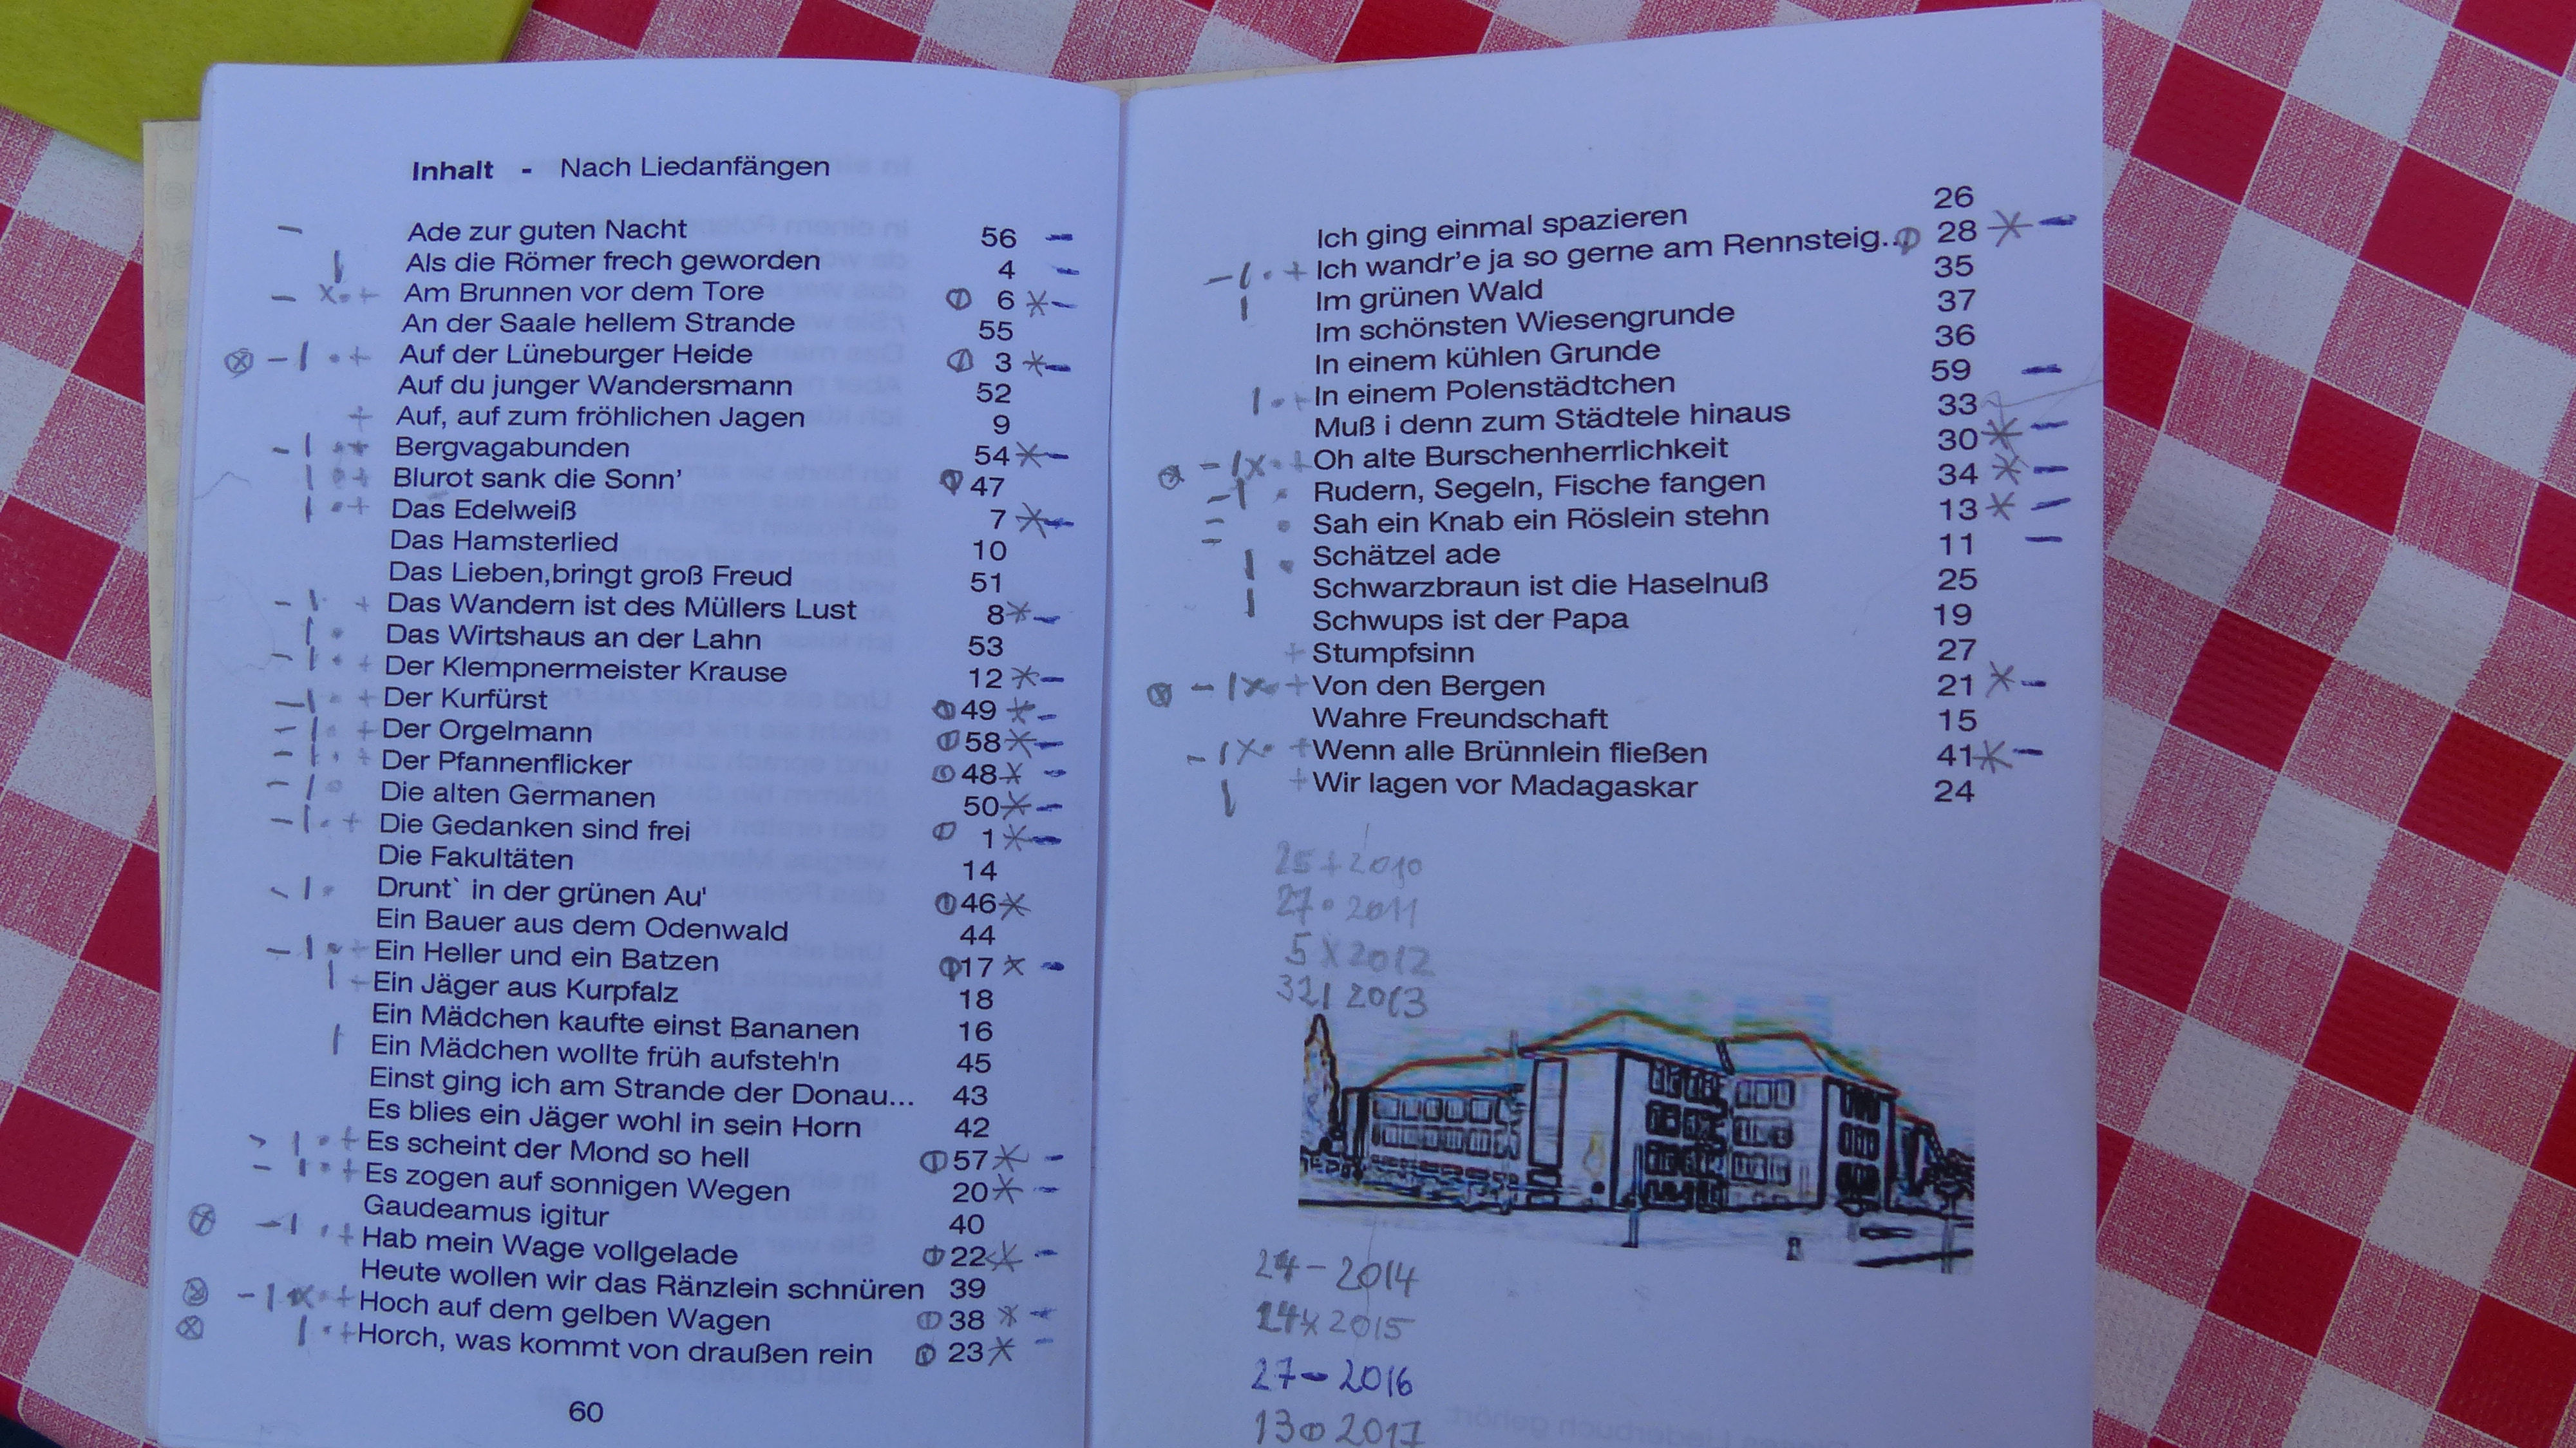 Inhalt - Nach Liedanfängen
Ade zur guten Nacht 56 -
Als die Römer frech geworden 4 -
Am Brunnen vor dem Tore 6 * -
An der Saale hellem Strande 55
Auf der Lüneburger Heide 3 * -
Auf du junger Wandersmann 52
+ Auf, auf zum fröhlichen Jagen 9
Bergvagabunden 54 * -
Blurot sank die Sonn' 47
Das Edelweiß 7 * -
Das Hamsterlied 10
Das Lieben,bringt groß Freud 51
Das Wandern ist des Müllers Lust 8 * -
Das Wirtshaus an der Lahn 53
Der Klempnermeister Krause 12 * -
Der Kurfürst 49 * -
Der Orgelmann 58 * -
Der Pfannenflicker 48 * -
Die alten Germanen 50 * -
Die Gedanken sind frei 1 * -
Die Fakultäten 14
Drunt` in der grünen Au' 46 *
Ein Bauer aus dem Odenwald 44
Ein Heller und ein Batzen 17 * -
Ein Jäger aus Kurpfalz 18
Ein Mädchen kaufte einst Bananen 16
Ein Mädchen wollte früh aufsteh'n 45
Einst ging ich am Strande der Donau... 43
Es blies ein Jäger wohl in sein Horn 42
Es scheint der Mond so hell 57 * -
Es zogen auf sonnigen Wegen 20 * -
Gaudeamus igitur 40
Hab mein Wage vollgelade 22 * -
Heute wollen wir das Ränzlein schnüren 39
Hoch auf dem gelben Wagen 38 * -
Horch, was kommt von draußen rein 23 * -
60
Ich ging einmal spazieren 26
Ich wandr'e ja so gerne am Rennsteig... 28 * -
Im grünen Wald 35
Im schönsten Wiesengrunde 37
In einem kühlen Grunde 36
In einem Polenstädtchen 59 -
Muß i denn zum Städtele hinaus 33
Oh alte Burschenherrlichkeit 30 * -
Rudern, Segeln, Fische fangen 34 * -
Sah ein Knab ein Röslein stehn 13 * -
Schätzel ade 11 -
Schwarzbraun ist die Haselnuß 25
Schwups ist der Papa 19
+ Stumpfsinn 27
Von den Bergen 21 * -
Wahre Freundschaft 15
Wenn alle Brünnlein fließen 41 * -
Wir lagen vor Madagaskar 24
25 + 2010
27 • 2011
5 X 2012
32 | 2013
24 - 2014
24 x 2015
27 - 2016
13 ⦶ 2017